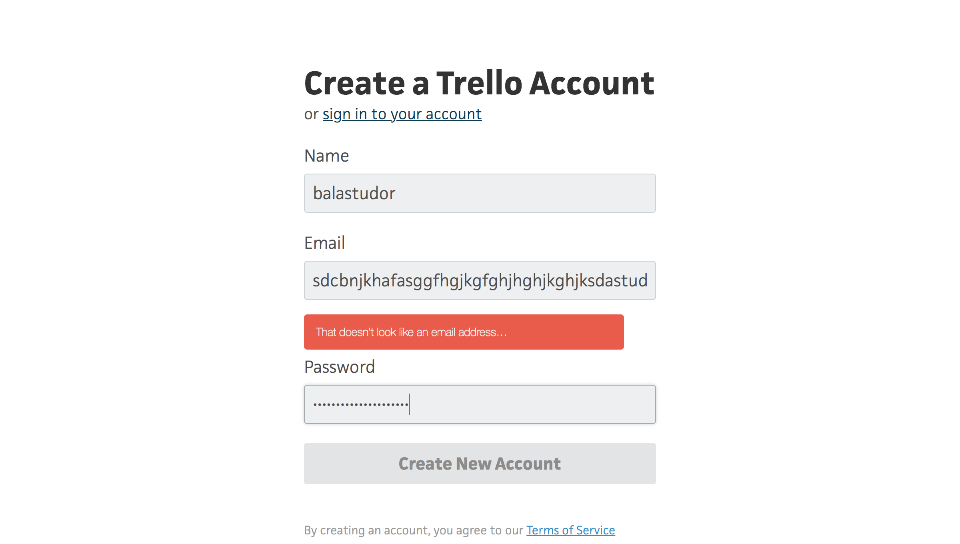 Create a Trello Account
or sign in to your account
Name
balastudor
Email
sdcbnjkhafasggfhgjkgfghjhghjkghjksdastud
That doesn't look like an email address...
Password
•••••••••••••••••••••
Create New Account
By creating an account, you agree to our Terms of Service